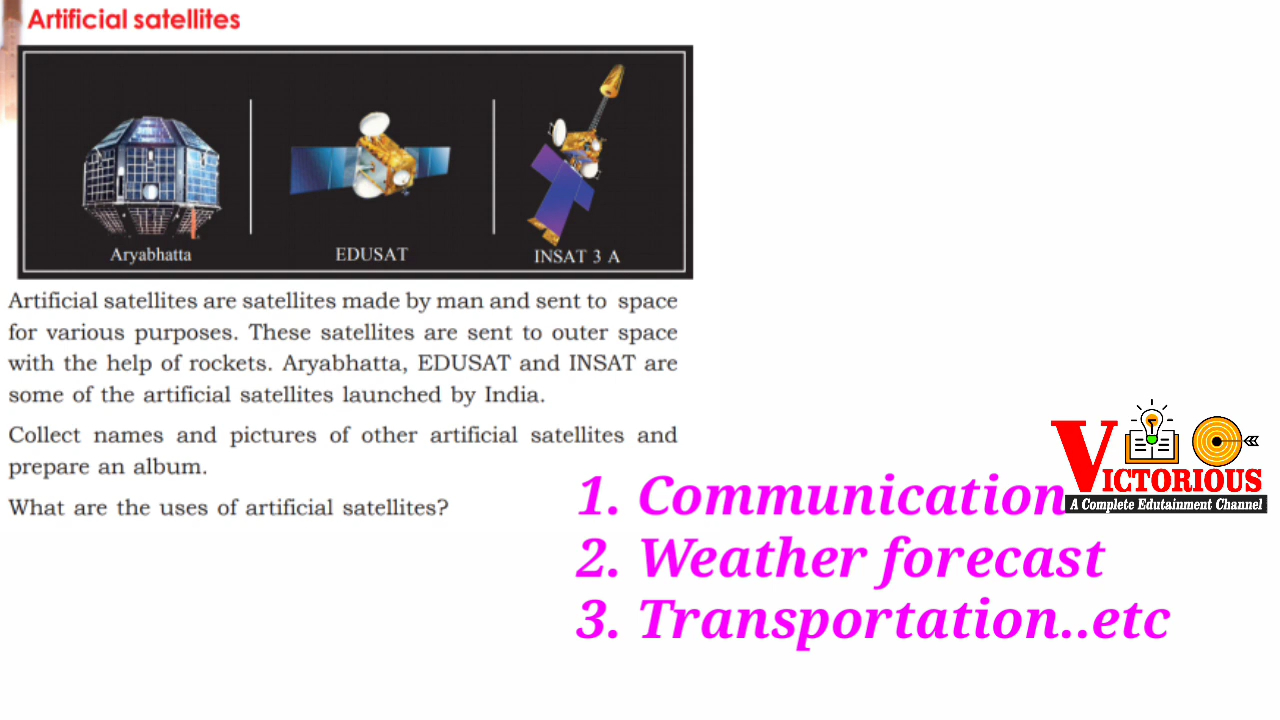 Artificial satellites
Aryabhatta
EDUSAT
INSAT 3 A
Artificial satellites are satellites made by man and sent to space
for various purposes. These satellites are sent to outer space
with the help of rockets. Aryabhatta, EDUSAT and INSAT are
some of the artificial satellites launched by India.
Collect names and pictures of other artificial satellites and
prepare an album.
What are the uses of artificial satellites?
1. Communication
2. Weather forecast
3. Transportation..etc
VICTORIOUS
A Complete Edutainment Channel